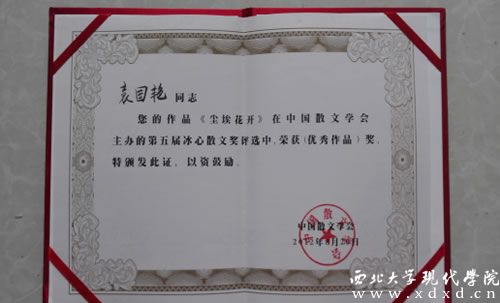 袁国艳 同志
您的作品《尘埃花开》在中国散文学会
主办的第五届冰心散文奖评选中,荣获(优秀作品)奖,
特颁发此证,以资鼓励。
中国散文学会
西北大学现代学院
www.xdxd.cn